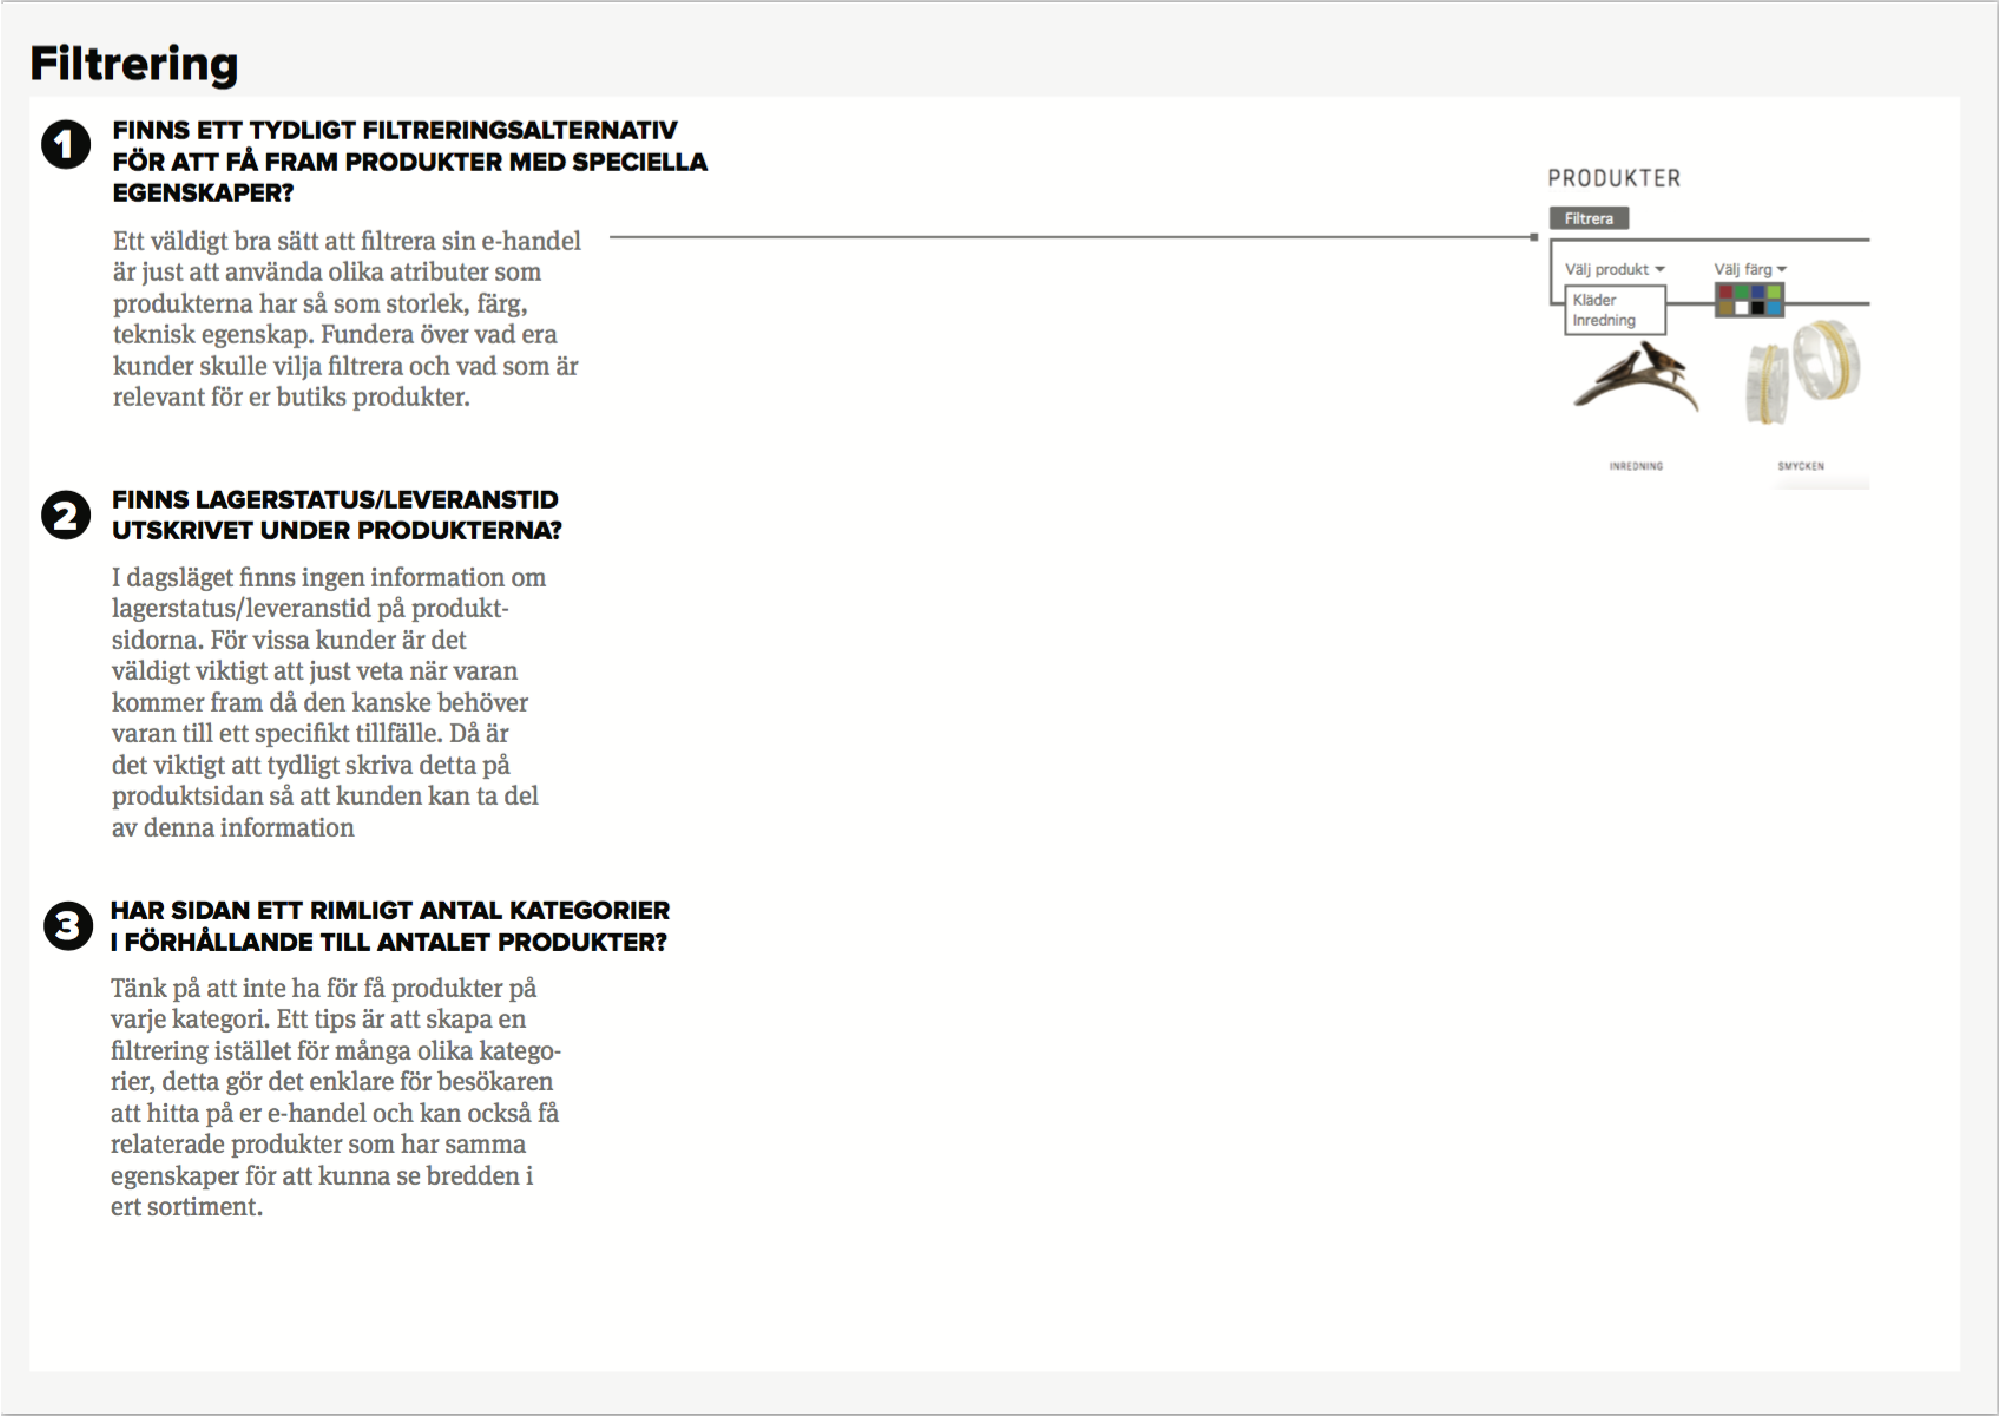 Filtrering
1
FINNS ETT TYDLIGT FILTRERINGSALTERNATIV
FÖR ATT FÅ FRAM PRODUKTER MED SPECIELLA
EGENSKAPER?
Ett väldigt bra sätt att filtrera sin e-handel
är just att använda olika atributer som
produkterna har så som storlek, färg,
teknisk egenskap. Fundera över vad era
kunder skulle vilja filtrera och vad som är
relevant för er butiks produkter.
PRODUKTER
Filtrera
Välj produkt Välj färg
Kläder
Inredning
INREDNING SMYCKEN
2
FINNS LAGERSTATUS/LEVERANSTID
UTSKRIVET UNDER PRODUKTERNA?
I dagsläget finns ingen information om
lagerstatus/leveranstid på produkt-
sidorna. För vissa kunder är det
väldigt viktigt att just veta när varan
kommer fram då den kanske behöver
varan till ett specifikt tillfälle. Då är
det viktigt att tydligt skriva detta på
produktsidan så att kunden kan ta del
av denna information
3
HAR SIDAN ETT RIMLIGT ANTAL KATEGORIER
I FÖRHÅLLANDE TILL ANTALET PRODUKTER?
Tänk på att inte ha för få produkter på
varje kategori. Ett tips är att skapa en
filtrering istället för många olika katego-
rier, detta gör det enklare för besökaren
att hitta på er e-handel och kan också få
relaterade produkter som har samma
egenskaper för att kunna se bredden i
ert sortiment.